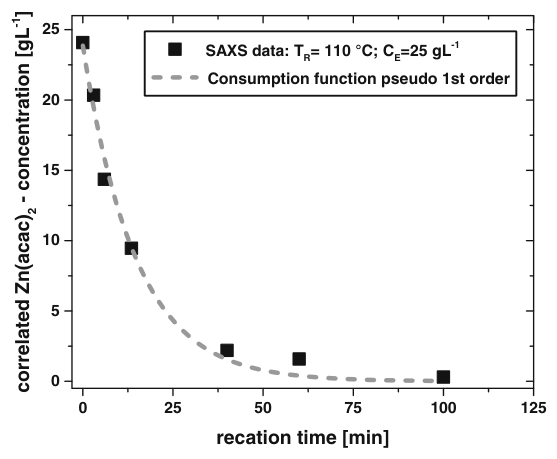 SAXS data: T_R= 110 °C; C_E=25 gL⁻¹
Consumption function pseudo 1st order
correlated Zn(acac)₂ - concentration [gL⁻¹]
25
20
15
10
5
0
0 25 50 75 100 125
recation time [min]